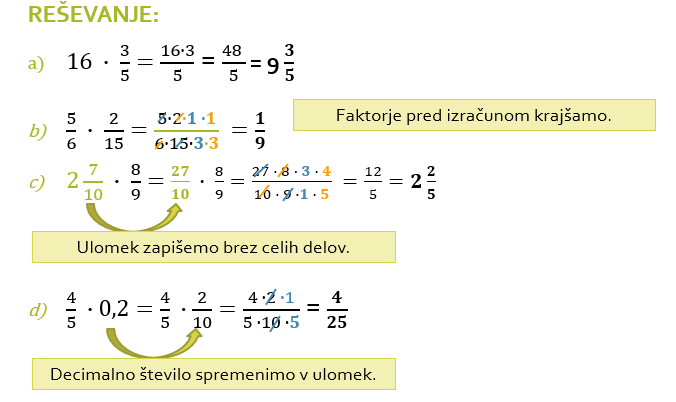 REŠEVANJE:
a) 16 · 3/5 = 16·3/5 = 48/5 = 9 3/5
Faktorje pred izračunom krajšamo.
b) 5/6 · 2/15 = 5·2·1·1/6·15·3·3 = 1/9
c) 2 7/10 · 8/9 = 27/10 · 8/9 = 27·8·3·4/10·9·1·5 = 12/5 = 2 2/5
Ulomek zapišemo brez celih delov.
d) 4/5 · 0,2 = 4/5 · 2/10 = 4·2·1/5·10·5 = 4/25
Decimalno število spremenimo v ulomek.